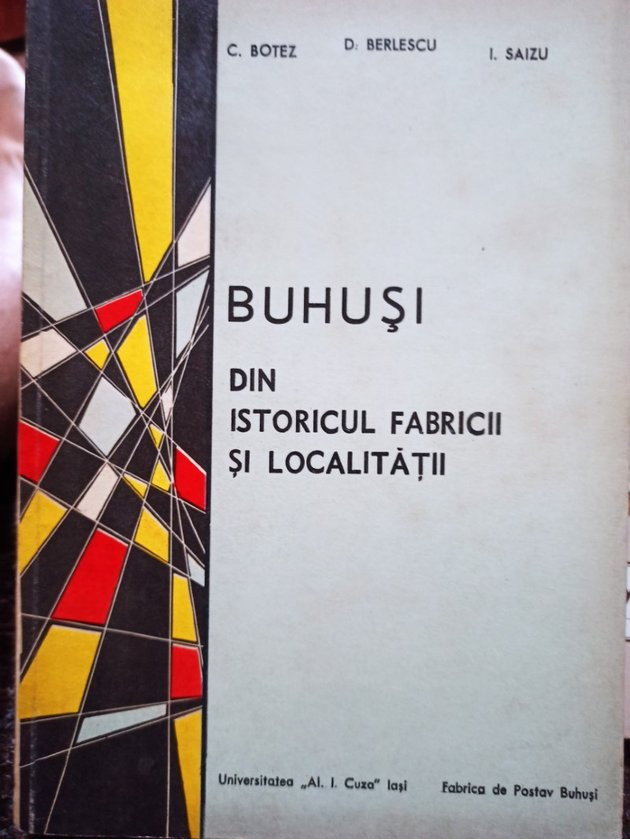 C. BOTEZ D. BERLESCU I. SAIZU
BUHUŞI
DIN
ISTORICUL FABRICII
ŞI LOCALITĂŢII
Universitatea „Al. I. Cuza" Iaşi Fabrica de Postav Buhuşi